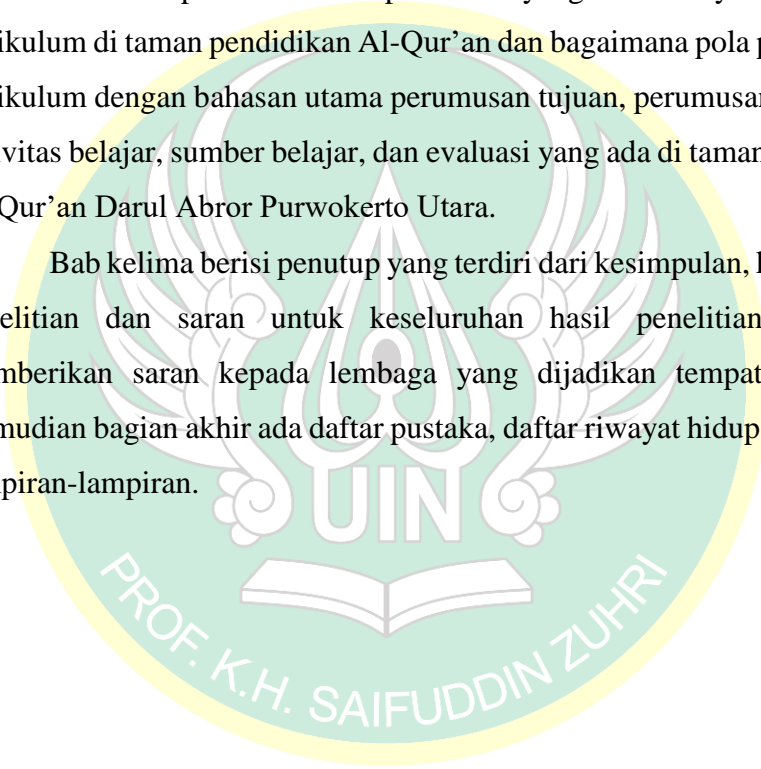 ikulum di taman pendidikan Al-Qur’an dan bagaimana pola p
ikulum dengan bahasan utama perumusan tujuan, perumusan
ivitas belajar, sumber belajar, dan evaluasi yang ada di taman
Qur’an Darul Abror Purwokerto Utara.
Bab kelima berisi penutup yang terdiri dari kesimpulan,
elitian dan saran untuk keseluruhan hasil penelitian
mberikan saran kepada lembaga yang dijadikan tempat
mudian bagian akhir ada daftar pustaka, daftar riwayat hidup
piran-lampiran.
UIN
PROF. K.H. SAIFUDDIN ZUHRI